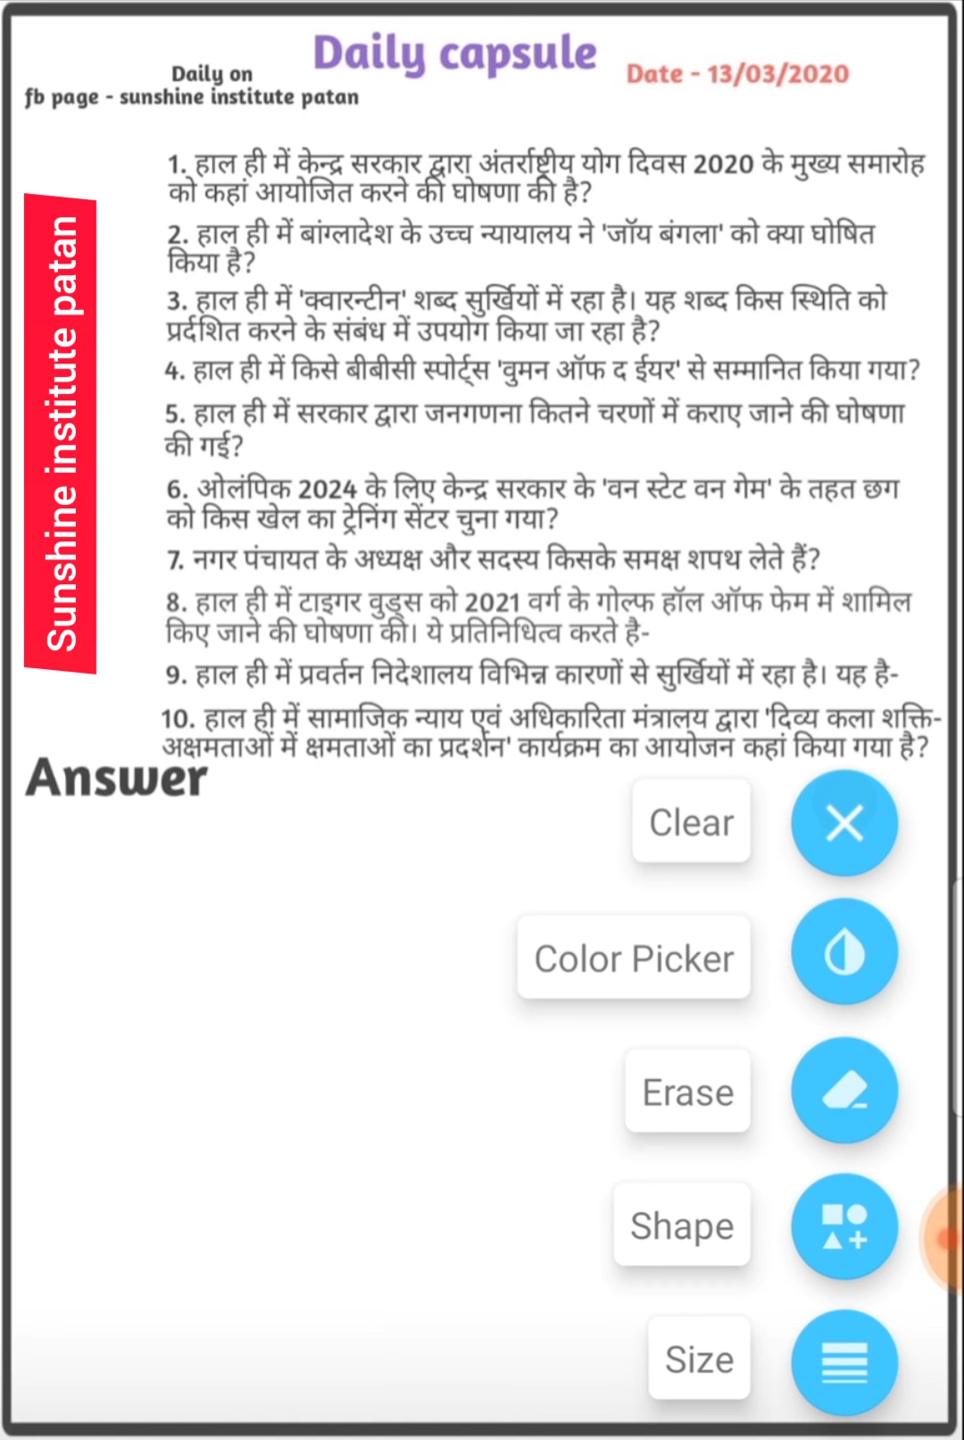 Daily capsule
Daily on
fb page - sunshine institute patan
Date - 13/03/2020
Sunshine institute patan
1. हाल ही में केन्द्र सरकार द्वारा अंतर्राष्ट्रीय योग दिवस 2020 के मुख्य समारोह
को कहां आयोजित करने की घोषणा की है?
2. हाल ही में बांग्लादेश के उच्च न्यायालय ने 'जॉय बंगला' को क्या घोषित
किया है?
3. हाल ही में 'क्वारन्टीन' शब्द सुर्खियों में रहा है। यह शब्द किस स्थिति को
प्रर्दशित करने के संबंध में उपयोग किया जा रहा है?
4. हाल ही में किसे बीबीसी स्पोर्ट्स 'वुमन ऑफ द ईयर' से सम्मानित किया गया?
5. हाल ही में सरकार द्वारा जनगणना कितने चरणों में कराए जाने की घोषणा
की गई?
6. ओलंपिक 2024 के लिए केन्द्र सरकार के 'वन स्टेट वन गेम' के तहत छग
को किस खेल का ट्रेनिंग सेंटर चुना गया?
7. नगर पंचायत के अध्यक्ष और सदस्य किसके समक्ष शपथ लेते हैं?
8. हाल ही में टाइगर वुड्स को 2021 वर्ग के गोल्फ हॉल ऑफ फेम में शामिल
किए जाने की घोषणा की। ये प्रतिनिधित्व करते है-
9. हाल ही में प्रवर्तन निदेशालय विभिन्न कारणों से सुर्खियों में रहा है। यह है-
10. हाल ही में सामाजिक न्याय एवं अधिकारिता मंत्रालय द्वारा 'दिव्य कला शक्ति-
अक्षमताओं में क्षमताओं का प्रदर्शन' कार्यक्रम का आयोजन कहां किया गया है?
Answer
Clear
Color Picker
Erase
Shape
Size